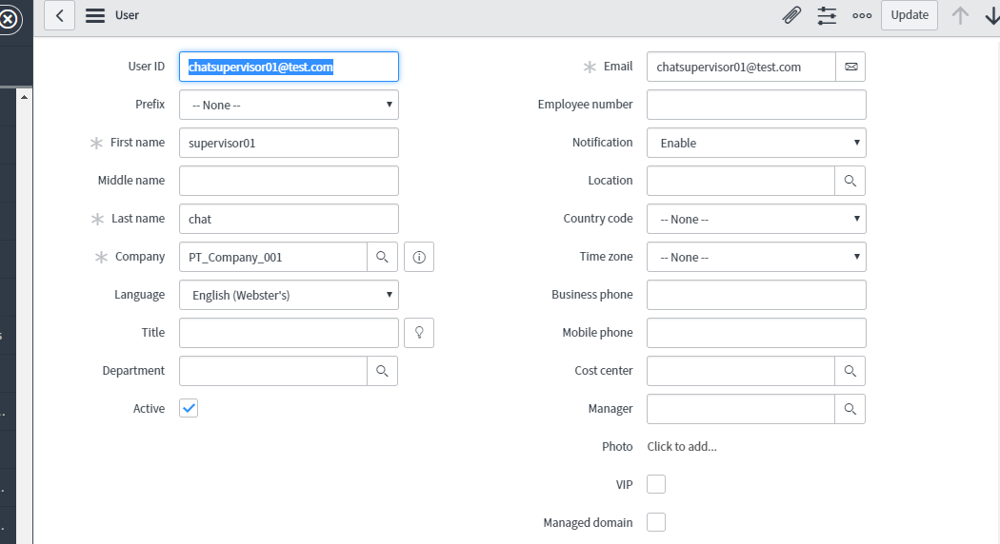 User
Update
User ID chatsupervisor01@test.com
Email chatsupervisor01@test.com
Prefix -- None --
Employee number
First name supervisor01
Notification Enable
Middle name
Location
Last name chat
Country code -- None --
Company PT_Company_001
Time zone -- None --
Language English (Webster's)
Business phone
Title
Mobile phone
Department
Cost center
Active
Manager
Photo Click to add...
VIP
Managed domain